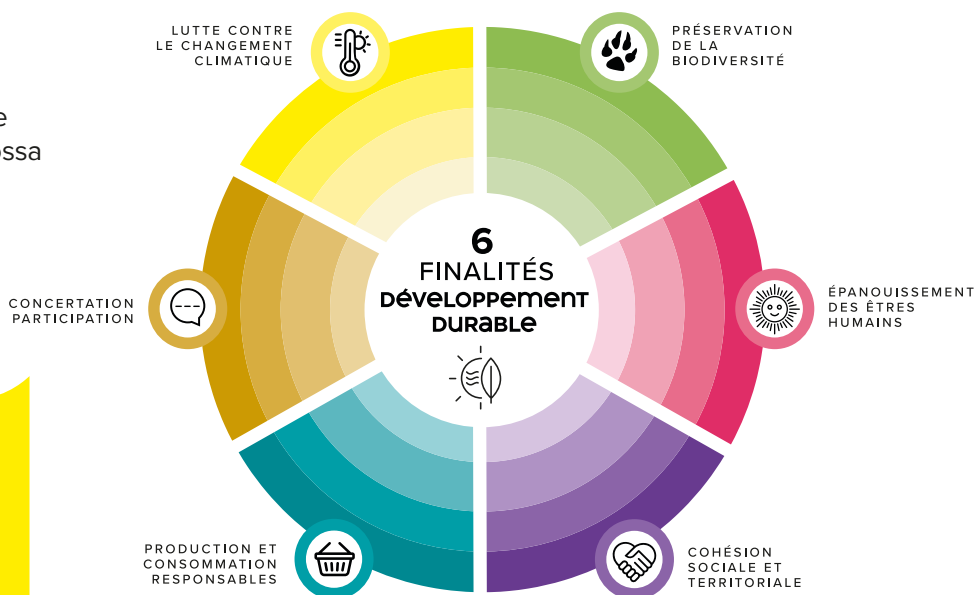 e
ossa
LUTTE CONTRE
LE CHANGEMENT
CLIMATIQUE
PRÉSERVATION
DE LA
BIODIVERSITÉ
CONCERTATION
PARTICIPATION
6
FINALITÉS
DÉVELOPPEMENT
DURABLE
ÉPANOUISSEMENT
DES ÊTRES
HUMAINS
PRODUCTION ET
CONSOMMATION
RESPONSABLES
COHÉSION
SOCIALE ET
TERRITORIALE